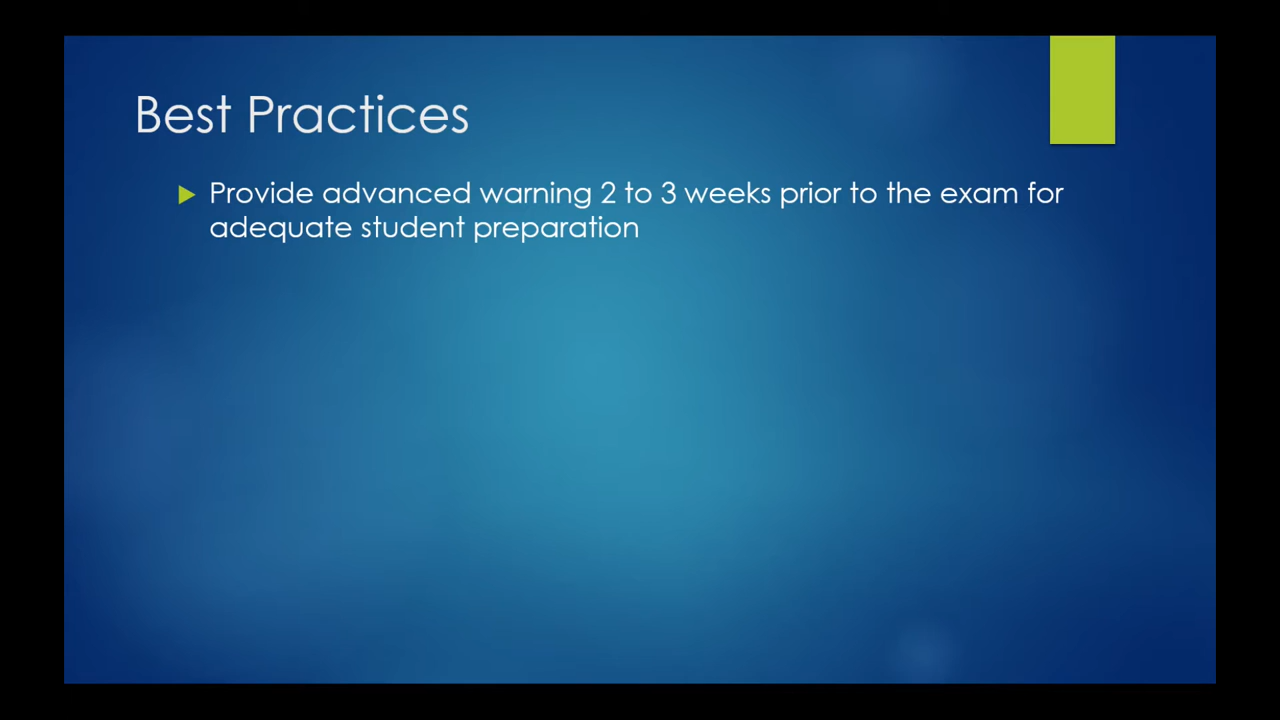 Best Practices
Provide advanced warning 2 to 3 weeks prior to the exam for
adequate student preparation